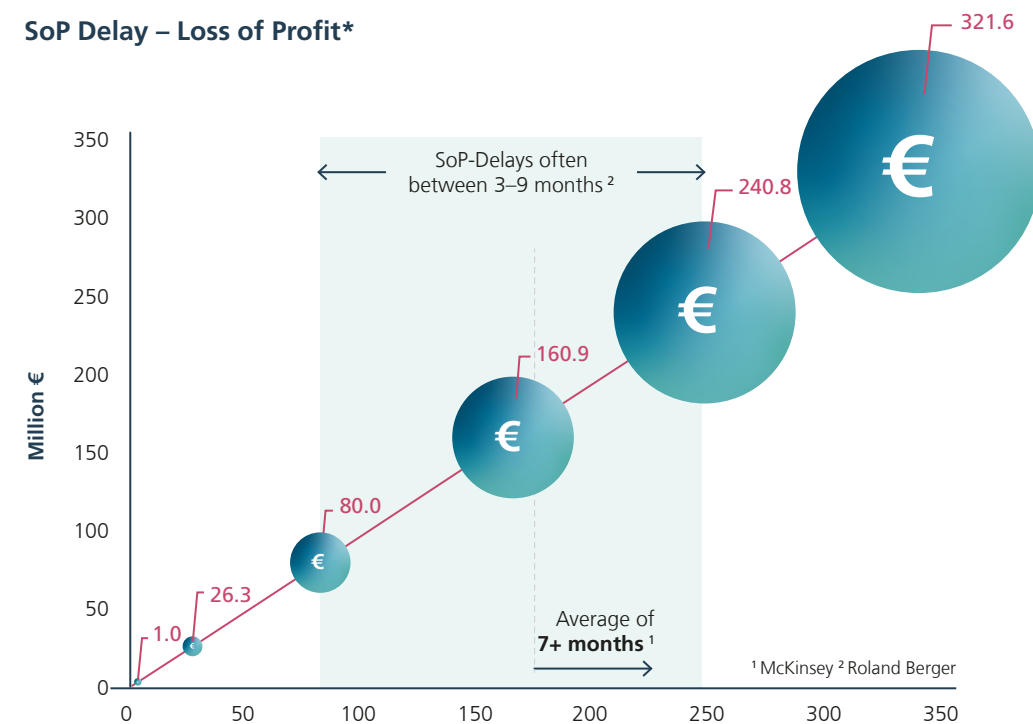 SoP Delay – Loss of Profit*
321.6
350
SoP-Delays often
between 3–9 months ²
240.8
300
€
250
€
200
160.9
Million €
€
150
100
80.0
€
50
26.3
1.0
€
Average of
7+ months ¹
¹ McKinsey ² Roland Berger
0
0 50 100 150 200 250 300 350